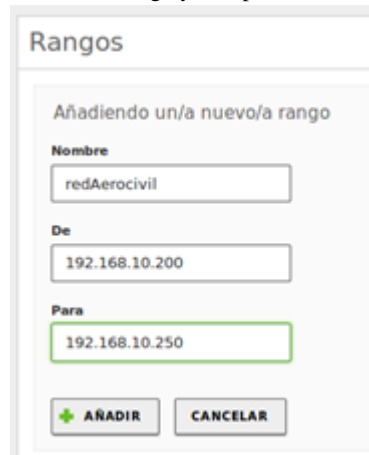 Rangos
Añadiendo un/a nuevo/a rango
Nombre
redAerocivil
De
192.168.10.200
Para
192.168.10.250
AÑADIR CANCELAR